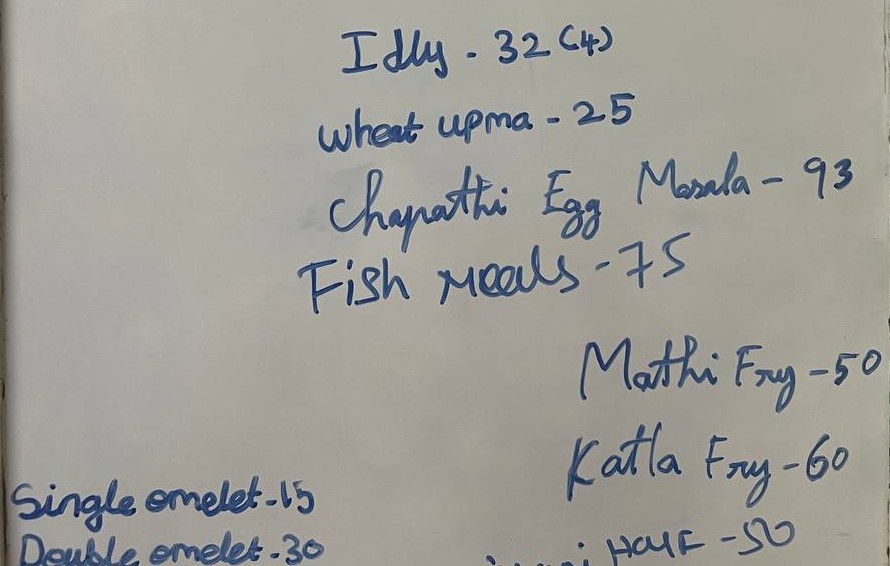 Idly - 32 (4)
wheat upma - 25
Chapathi Egg Masala - 93
Fish meals - 75
Mathi Fry - 50
Katla Fry - 60
Single omelet - 15
Double omelet - 30
HALF - 50